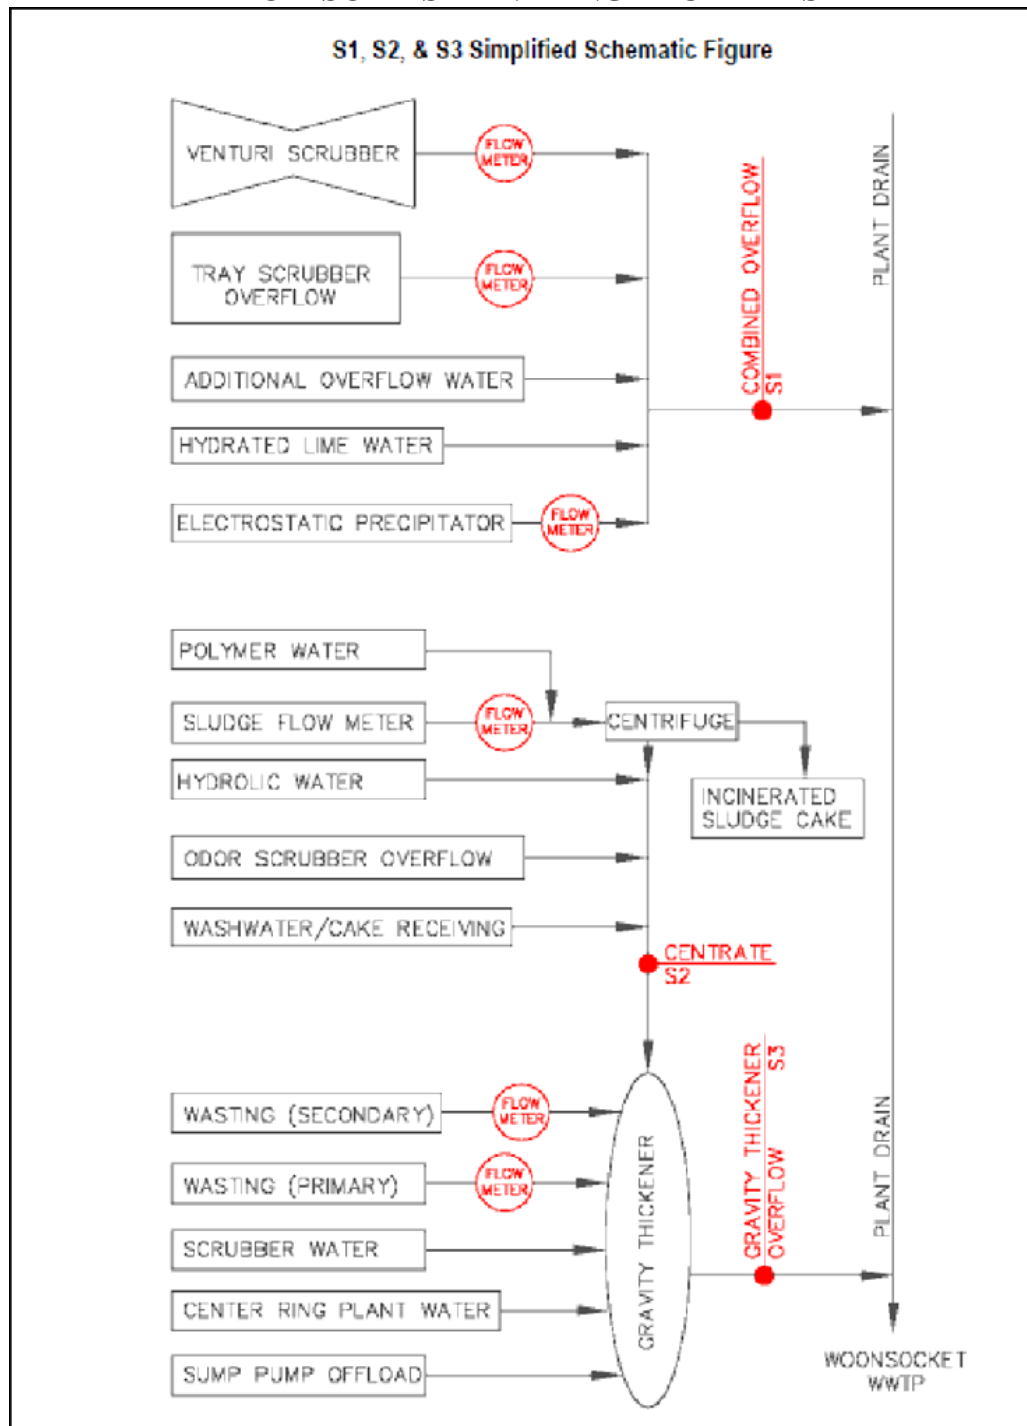 S1, S2, & S3 Simplified Schematic Figure
VENTURI SCRUBBER
FLOW
METER
TRAY SCRUBBER
OVERFLOW
FLOW
METER
ADDITIONAL OVERFLOW WATER
HYDRATED LIME WATER
ELECTROSTATIC PRECIPITATOR
FLOW
METER
COMBINED OVERFLOW
S1
PLANT DRAIN
POLYMER WATER
SLUDGE FLOW METER
FLOW
METER
CENTRIFUGE
HYDROLIC WATER
INCINERATED
SLUDGE CAKE
ODOR SCRUBBER OVERFLOW
WASHWATER/CAKE RECEIVING
CENTRATE
S2
WASTING (SECONDARY)
FLOW
METER
WASTING (PRIMARY)
FLOW
METER
SCRUBBER WATER
CENTER RING PLANT WATER
SUMP PUMP OFFLOAD
GRAVITY THICKENER
GRAVITY THICKENER S3
OVERFLOW
PLANT DRAIN
WOONSOCKET
WWTP